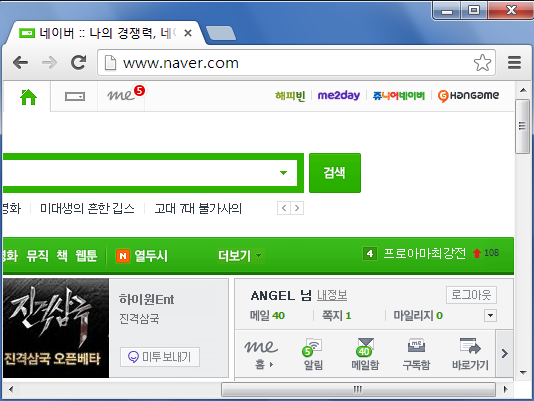 네이버 :: 나의 경쟁력, 네이
www.naver.com
me 5 해피빈 me2day 쥬니어네이버 HANGAME
검색
영화 미대생의 흔한 깁스 고대 7대 불가사의
영화 뮤직 책 웹툰 N 열두시 더보기 4 프로야마최강전 108
진격삼국
진격삼국 오픈베타
하이원Ent
진격삼국
미투보내기
ANGEL 님 내정보 로그아웃
메일 40 쪽지 1 마일리지 0
me 5 40 me
홈 알림 메일함 구독함 바로가기